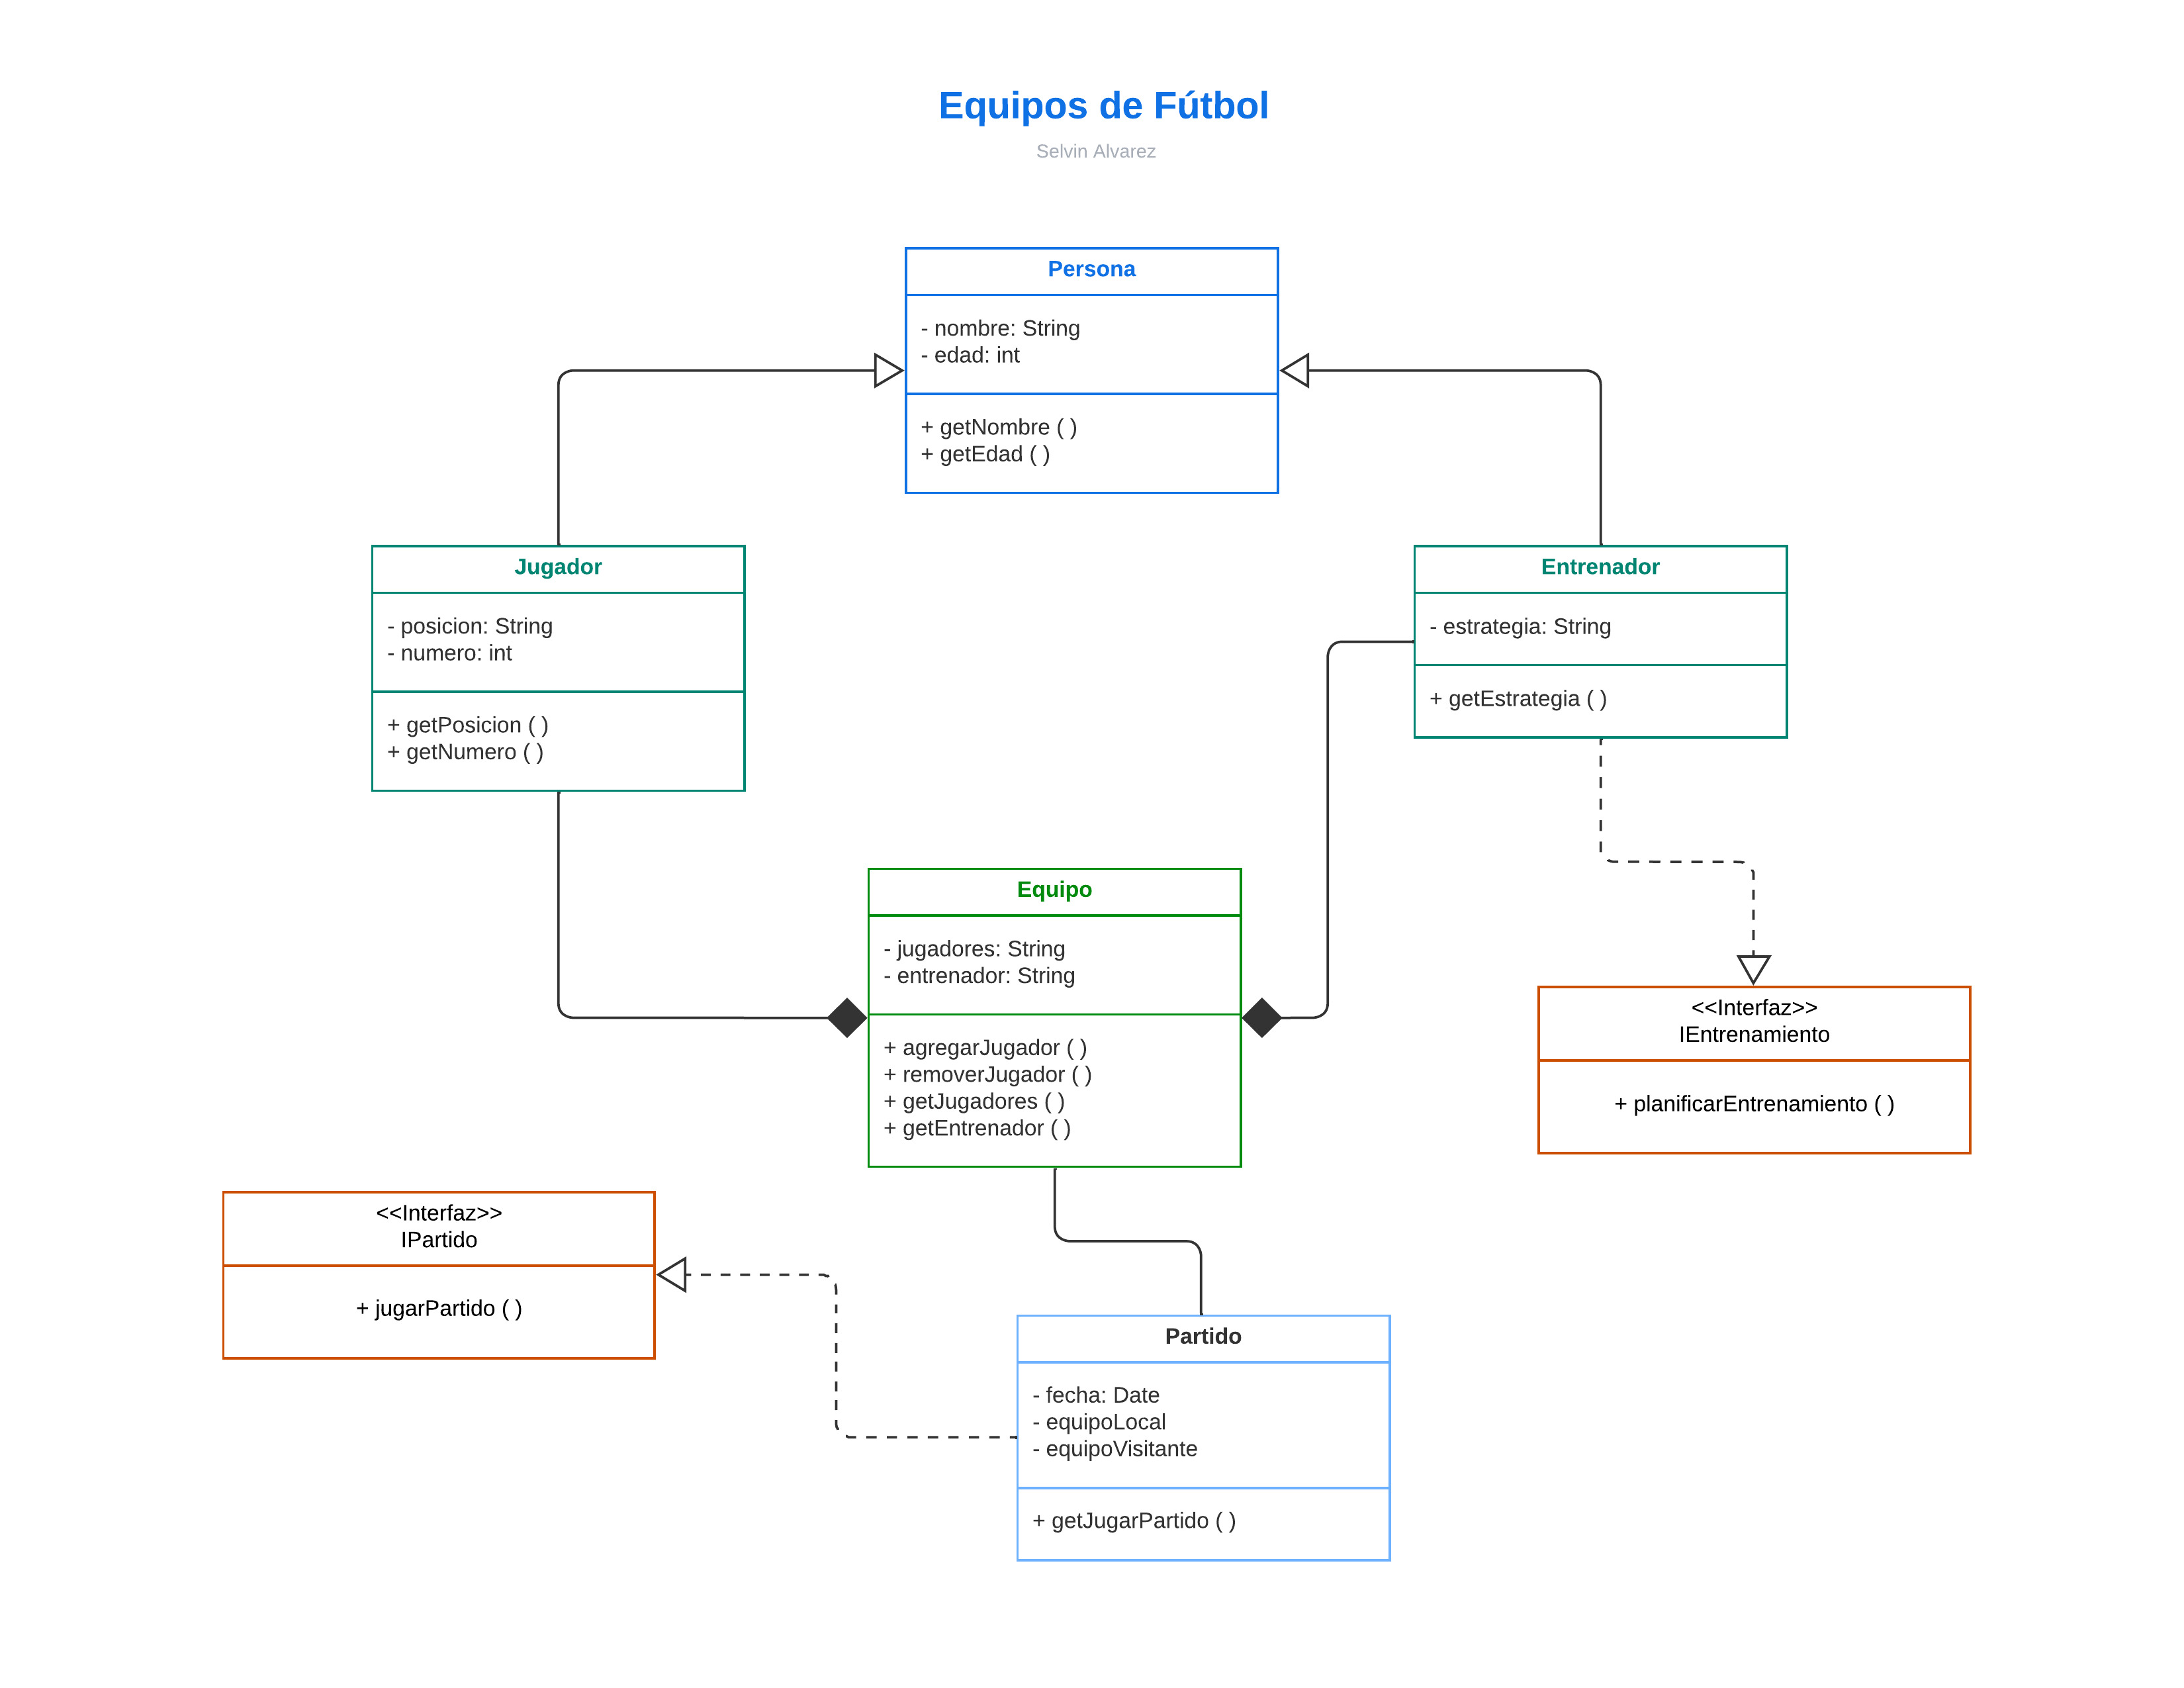 Equipos de Fútbol
Selvin Alvarez
Persona
- nombre: String
- edad: int
+ getNombre ( )
+ getEdad ( )
Jugador
- posicion: String
- numero: int
+ getPosicion ( )
+ getNumero ( )
Entrenador
- estrategia: String
+ getEstrategia ( )
Equipo
- jugadores: String
- entrenador: String
+ agregarJugador ( )
+ removerJugador ( )
+ getJugadores ( )
+ getEntrenador ( )
<<Interfaz>>
IEntrenamiento
+ planificarEntrenamiento ( )
<<Interfaz>>
IPartido
+ jugarPartido ( )
Partido
- fecha: Date
- equipoLocal
- equipoVisitante
+ getJugarPartido ( )